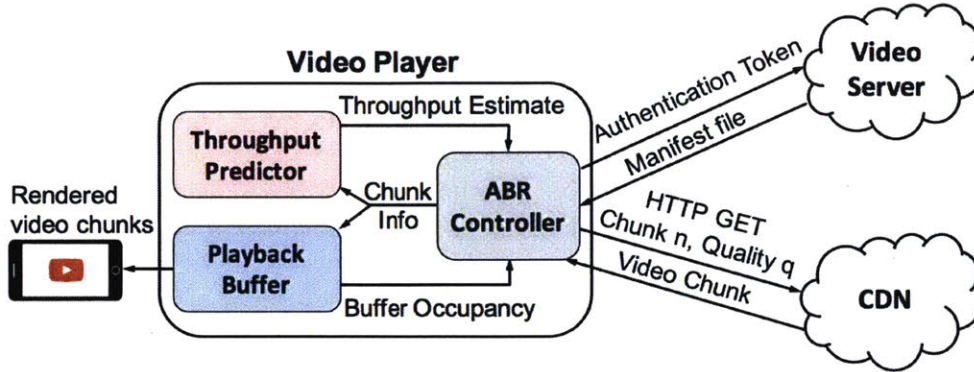 Video Player
Throughput Estimate
Throughput
Predictor
Chunk
Info
ABR
Controller
Rendered
video chunks
Playback
Buffer
Buffer Occupancy
Authentication Token
Manifest file
Video
Server
HTTP GET
Chunk n, Quality q
Video Chunk
CDN